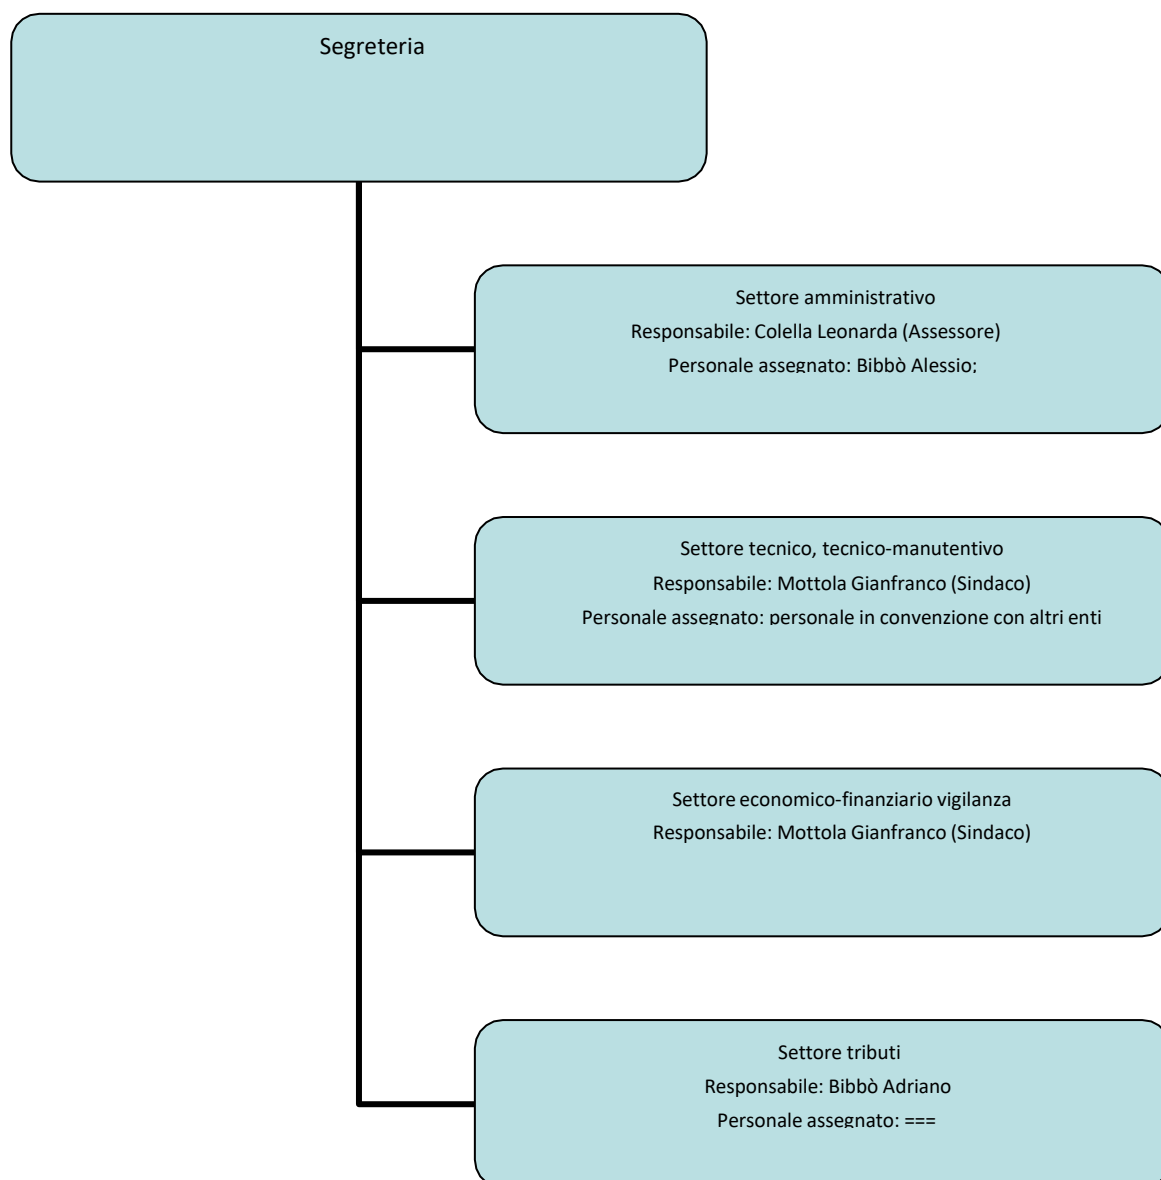 Segreteria
Settore amministrativo
Responsabile: Colella Leonarda (Assessore)
Personale assegnato: Bibbò Alessio;
Settore tecnico, tecnico-manutentivo
Responsabile: Mottola Gianfranco (Sindaco)
Personale assegnato: personale in convenzione con altri enti
Settore economico-finanziario vigilanza
Responsabile: Mottola Gianfranco (Sindaco)
Settore tributi
Responsabile: Bibbò Adriano
Personale assegnato: ===